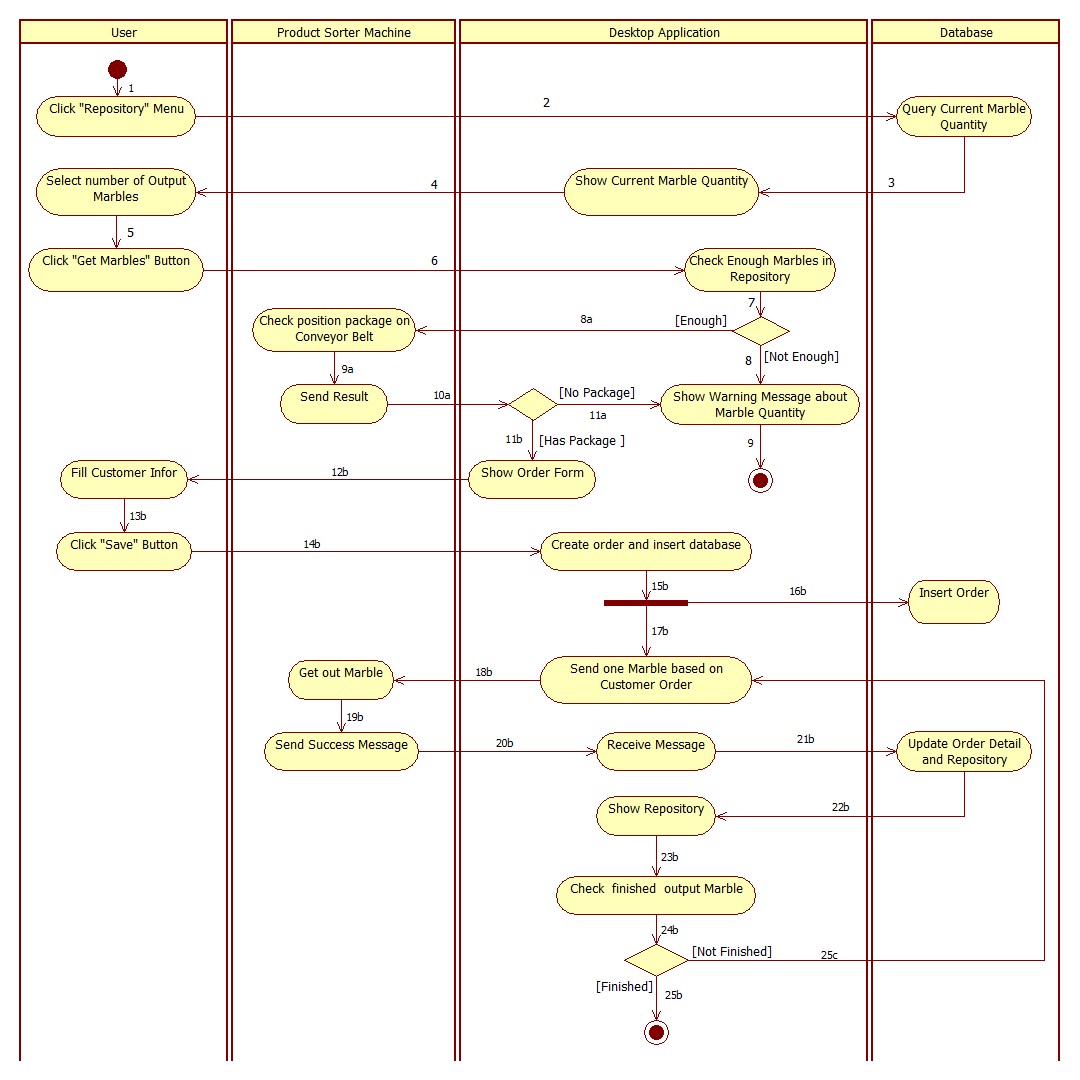 User
Product Sorter Machine
Desktop Application
Database
1
Click "Repository" Menu
2
Query Current Marble
Quantity
Select number of Output
Marbles
4
Show Current Marble Quantity
3
5
Click "Get Marbles" Button
6
Check Enough Marbles in
Repository
7
Check position package on
Conveyor Belt
8a
[Enough]
8
[Not Enough]
9a
Send Result
10a
[No Package]
11a
Show Warning Message about
Marble Quantity
11b
[Has Package ]
9
Fill Customer Infor
12b
Show Order Form
13b
Click "Save" Button
14b
Create order and insert database
15b
16b
Insert Order
17b
Get out Marble
18b
Send one Marble based on
Customer Order
19b
Send Success Message
20b
Receive Message
21b
Update Order Detail
and Repository
Show Repository
22b
23b
Check  finished  output Marble
24b
[Not Finished]
25c
[Finished]
25b